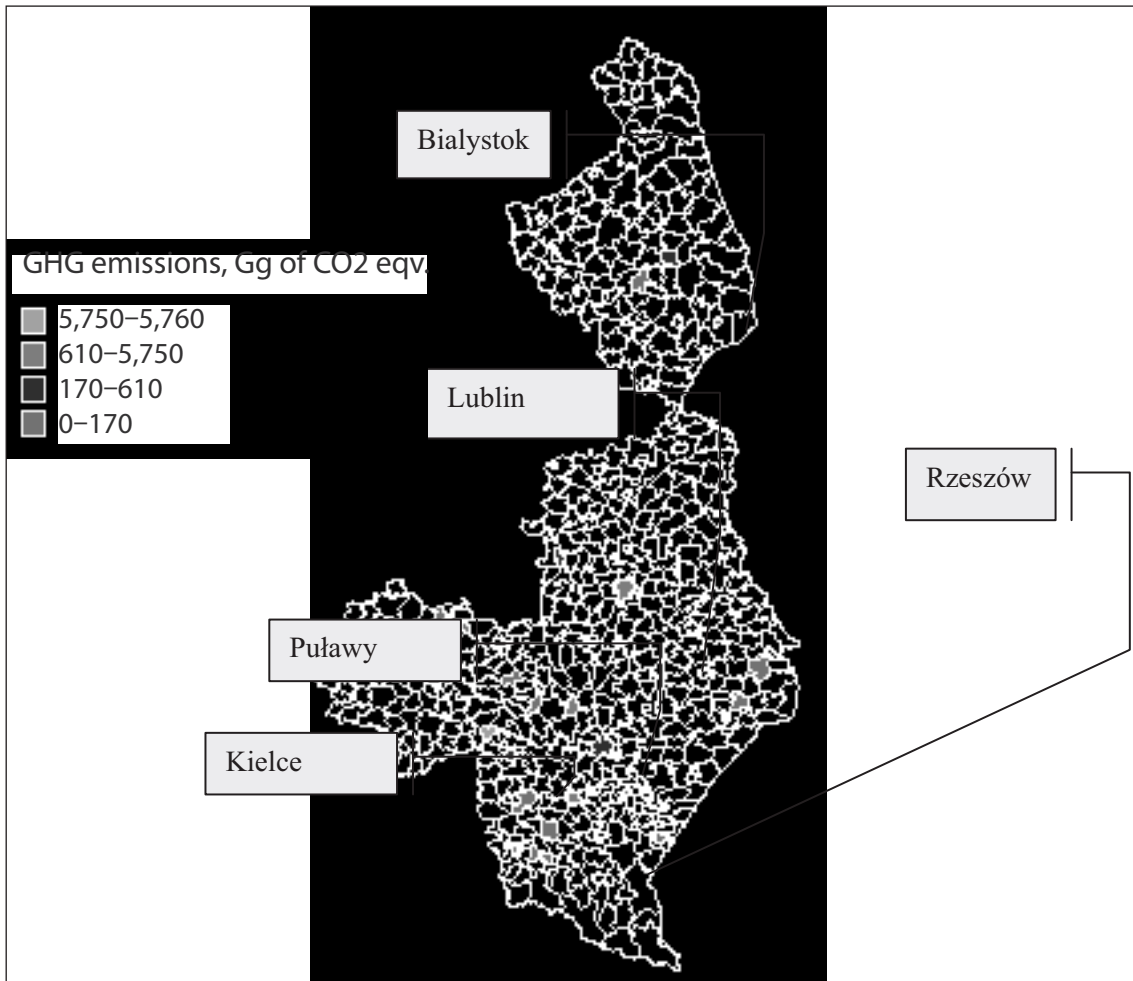 Bialystok
GHG emissions, Gg of CO2 eqv.
5,750–5,760
610–5,750
170–610
0–170
Lublin
Rzeszów
Puławy
Kielce